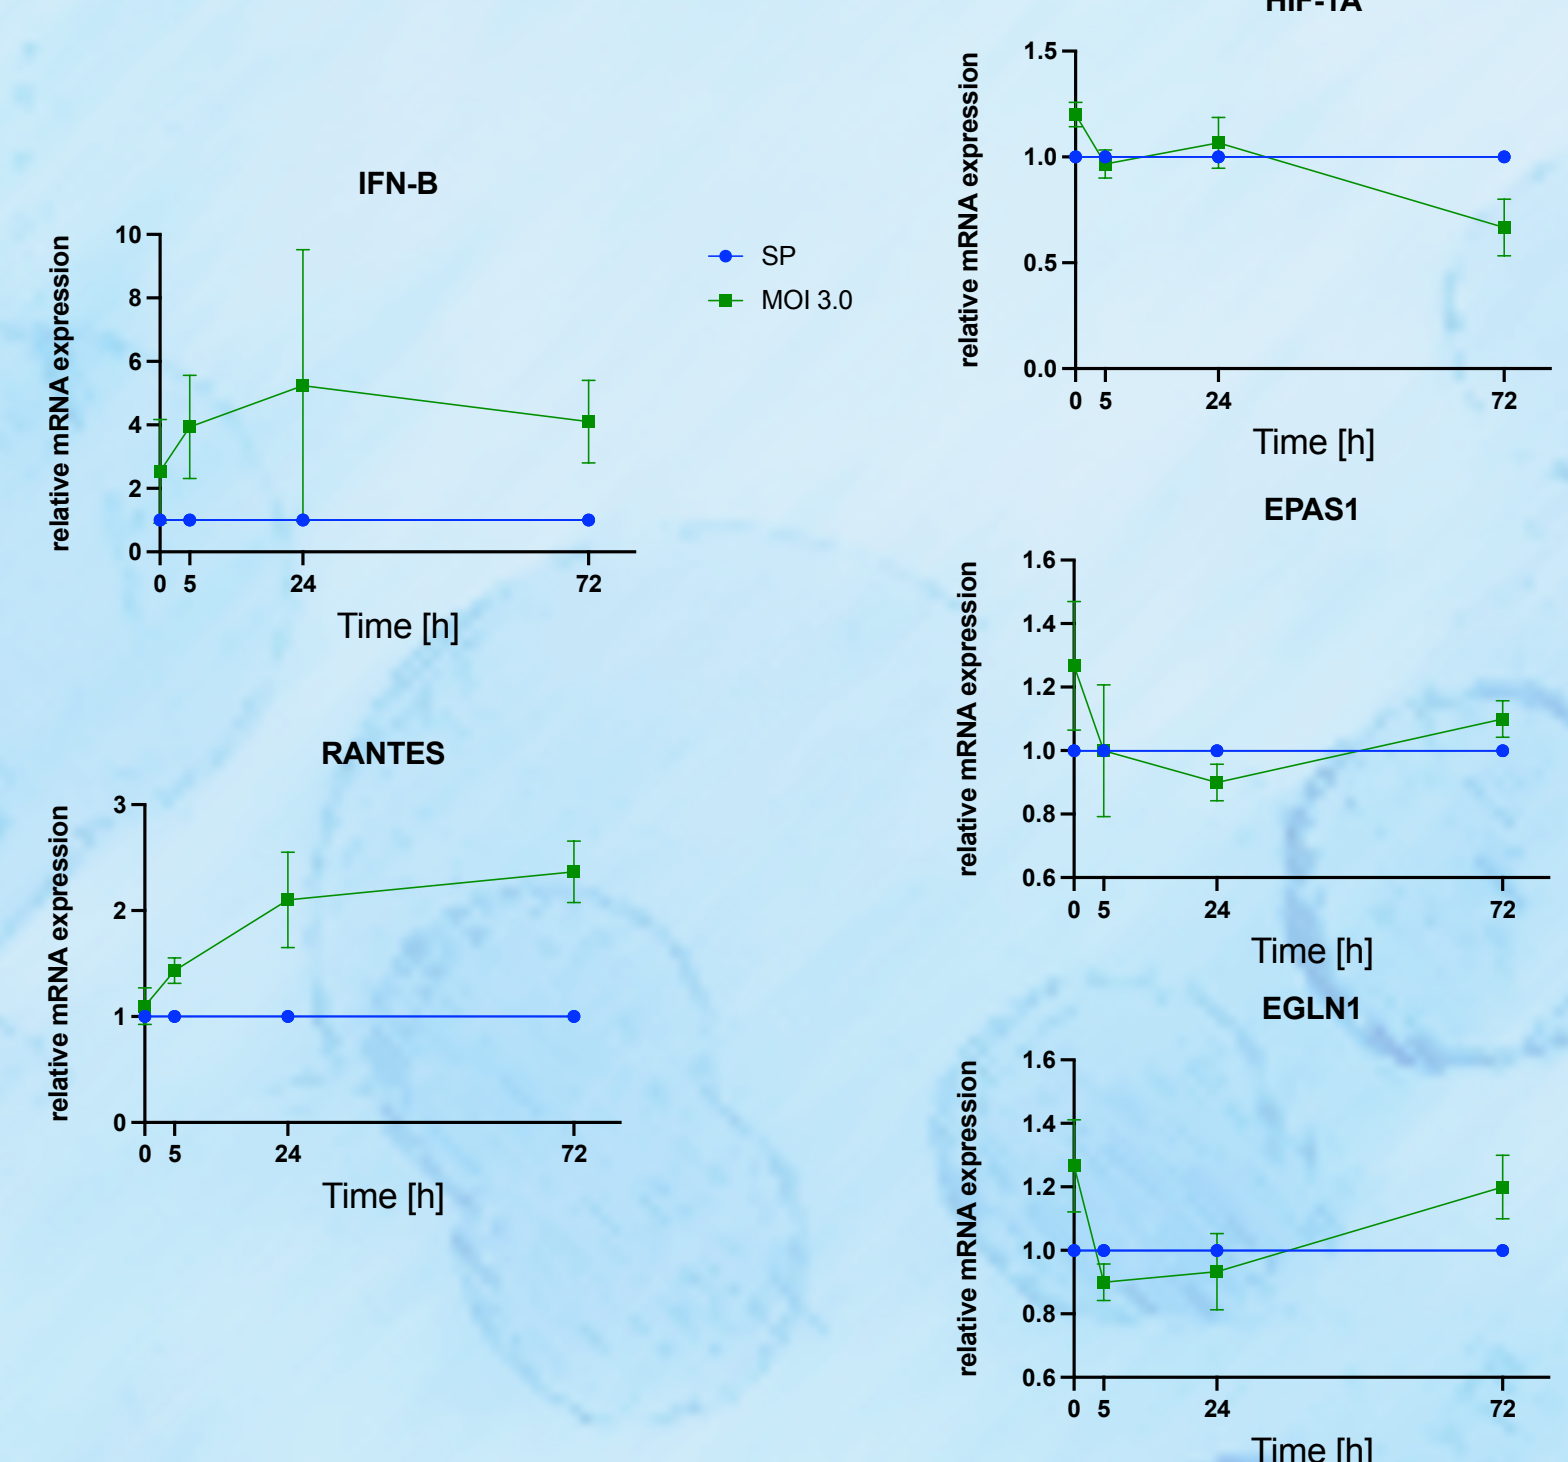 IFN-B
relative mRNA expression
10
8
6
4
2
0
0 5 24 72
Time [h]
SP
MOI 3.0
RANTES
relative mRNA expression
3
2
1
0
0 5 24 72
Time [h]
HIF-1A
relative mRNA expression
1.5
1.0
0.5
0.0
0 5 24 72
Time [h]
EPAS1
relative mRNA expression
1.6
1.4
1.2
1.0
0.8
0.6
0 5 24 72
Time [h]
EGLN1
relative mRNA expression
1.6
1.4
1.2
1.0
0.8
0.6
0 5 24 72
Time [h]